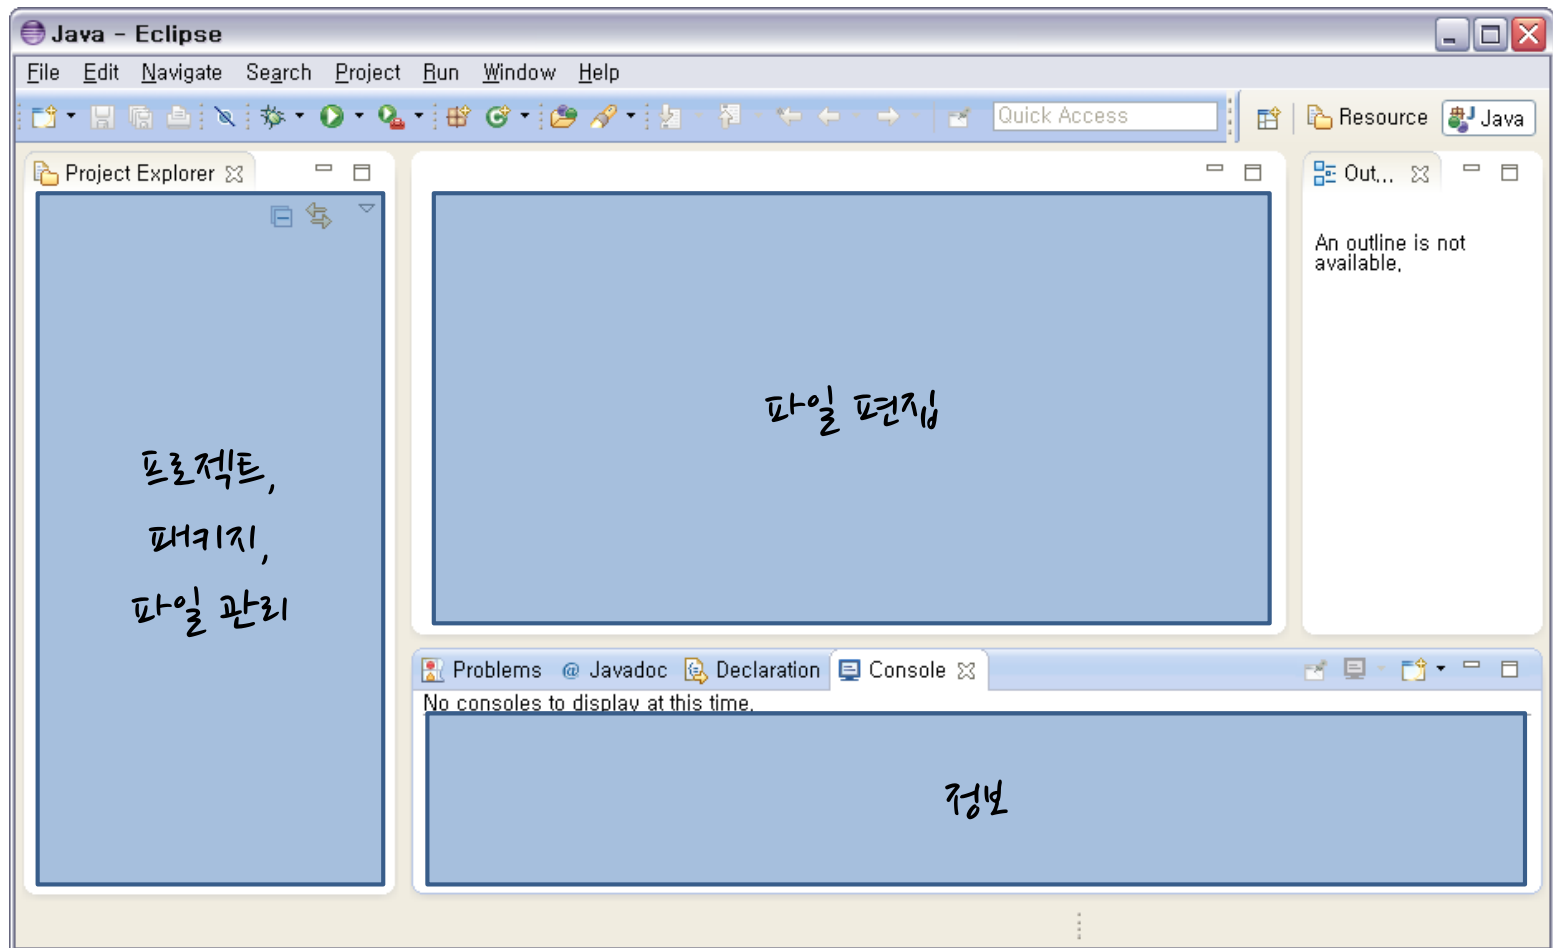 Java - Eclipse
File Edit Navigate Search Project Run Window Help
Quick Access
Resource
Java
Project Explorer
프로젝트,
패키지,
파일 관리
파일 편집
Out...
An outline is not
available.
Problems @ Javadoc Declaration Console
No consoles to display at this time.
정보